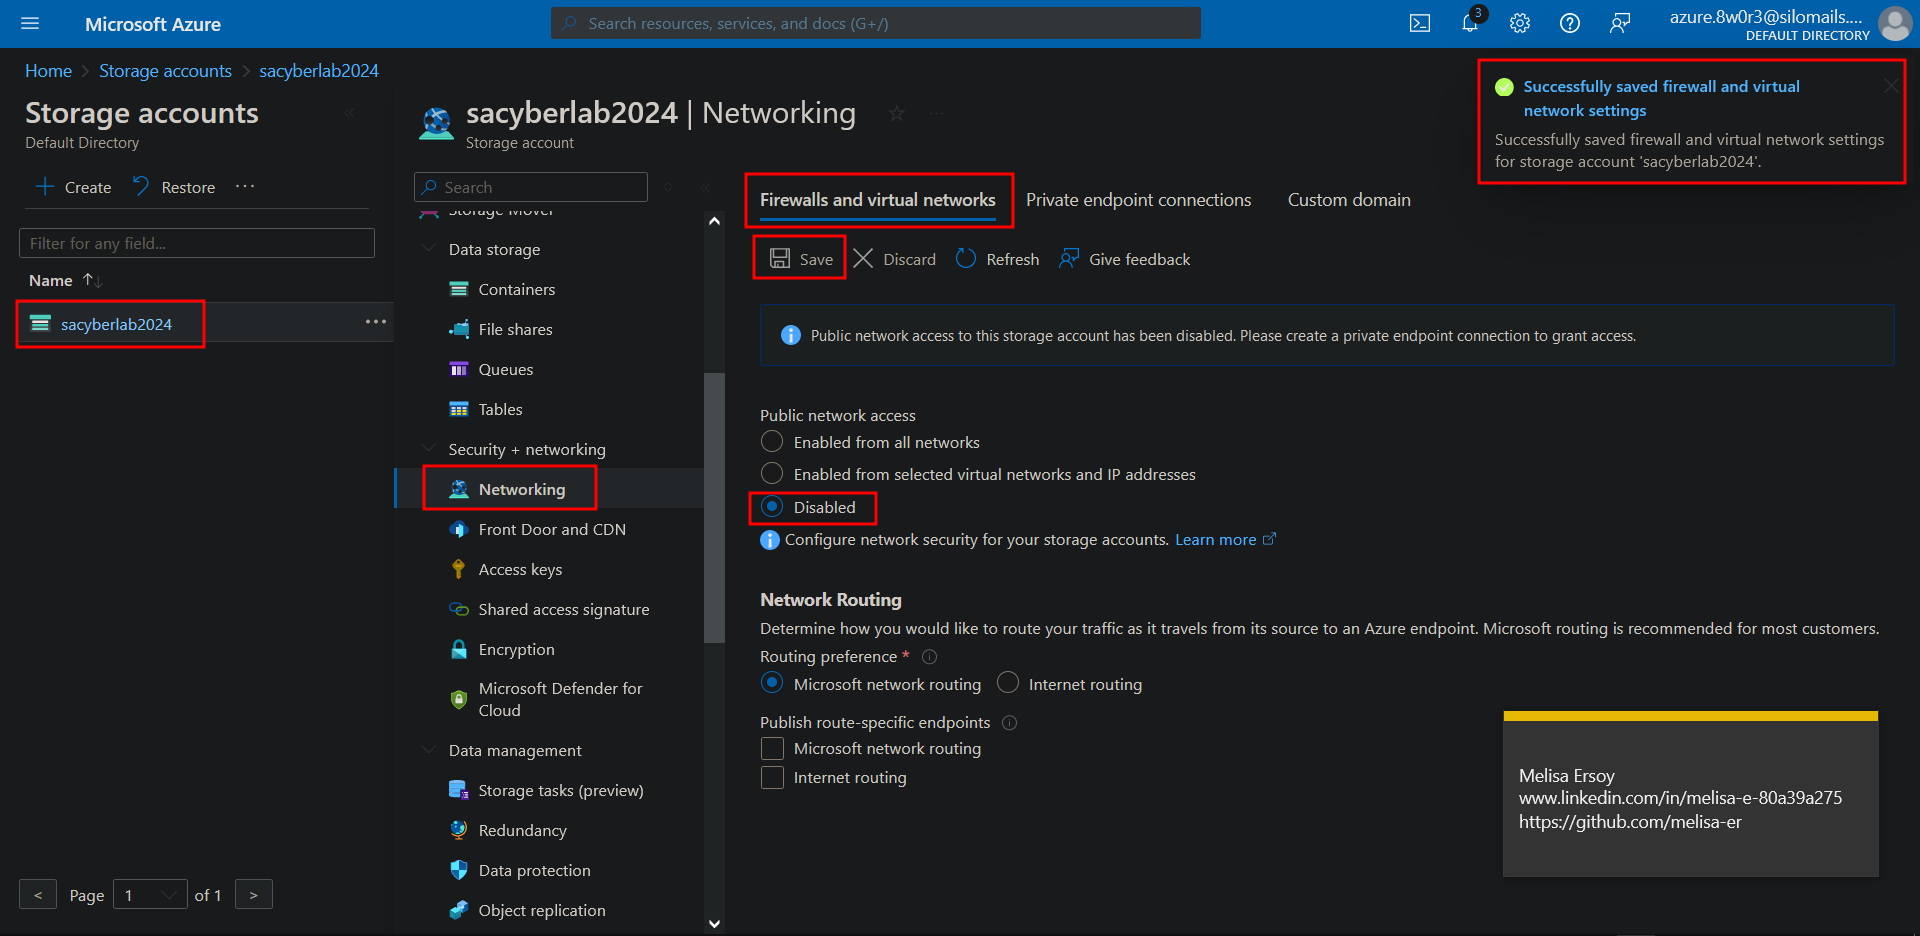 Microsoft Azure
Search resources, services, and docs (G+/)
3
azure.8w0r3@silomails....
DEFAULT DIRECTORY
Home > Storage accounts > sacyberlab2024
Storage accounts
Default Directory
Create
Restore
Filter for any field...
Name
sacyberlab2024
< Page 1 of 1 >
sacyberlab2024 | Networking
Storage account
Search
Storage Mover
Data storage
Containers
File shares
Queues
Tables
Security + networking
Networking
Front Door and CDN
Access keys
Shared access signature
Encryption
Microsoft Defender for
Cloud
Data management
Storage tasks (preview)
Redundancy
Data protection
Object replication
Firewalls and virtual networks
Private endpoint connections
Custom domain
Save
Discard
Refresh
Give feedback
Public network access to this storage account has been disabled. Please create a private endpoint connection to grant access.
Public network access
Enabled from all networks
Enabled from selected virtual networks and IP addresses
Disabled
Configure network security for your storage accounts. Learn more
Network Routing
Determine how you would like to route your traffic as it travels from its source to an Azure endpoint. Microsoft routing is recommended for most customers.
Routing preference *
Microsoft network routing
Internet routing
Publish route-specific endpoints
Microsoft network routing
Internet routing
Successfully saved firewall and virtual
network settings
Successfully saved firewall and virtual network settings
for storage account 'sacyberlab2024'.
Melisa Ersoy
www.linkedin.com/in/melisa-e-80a39a275
https://github.com/melisa-er